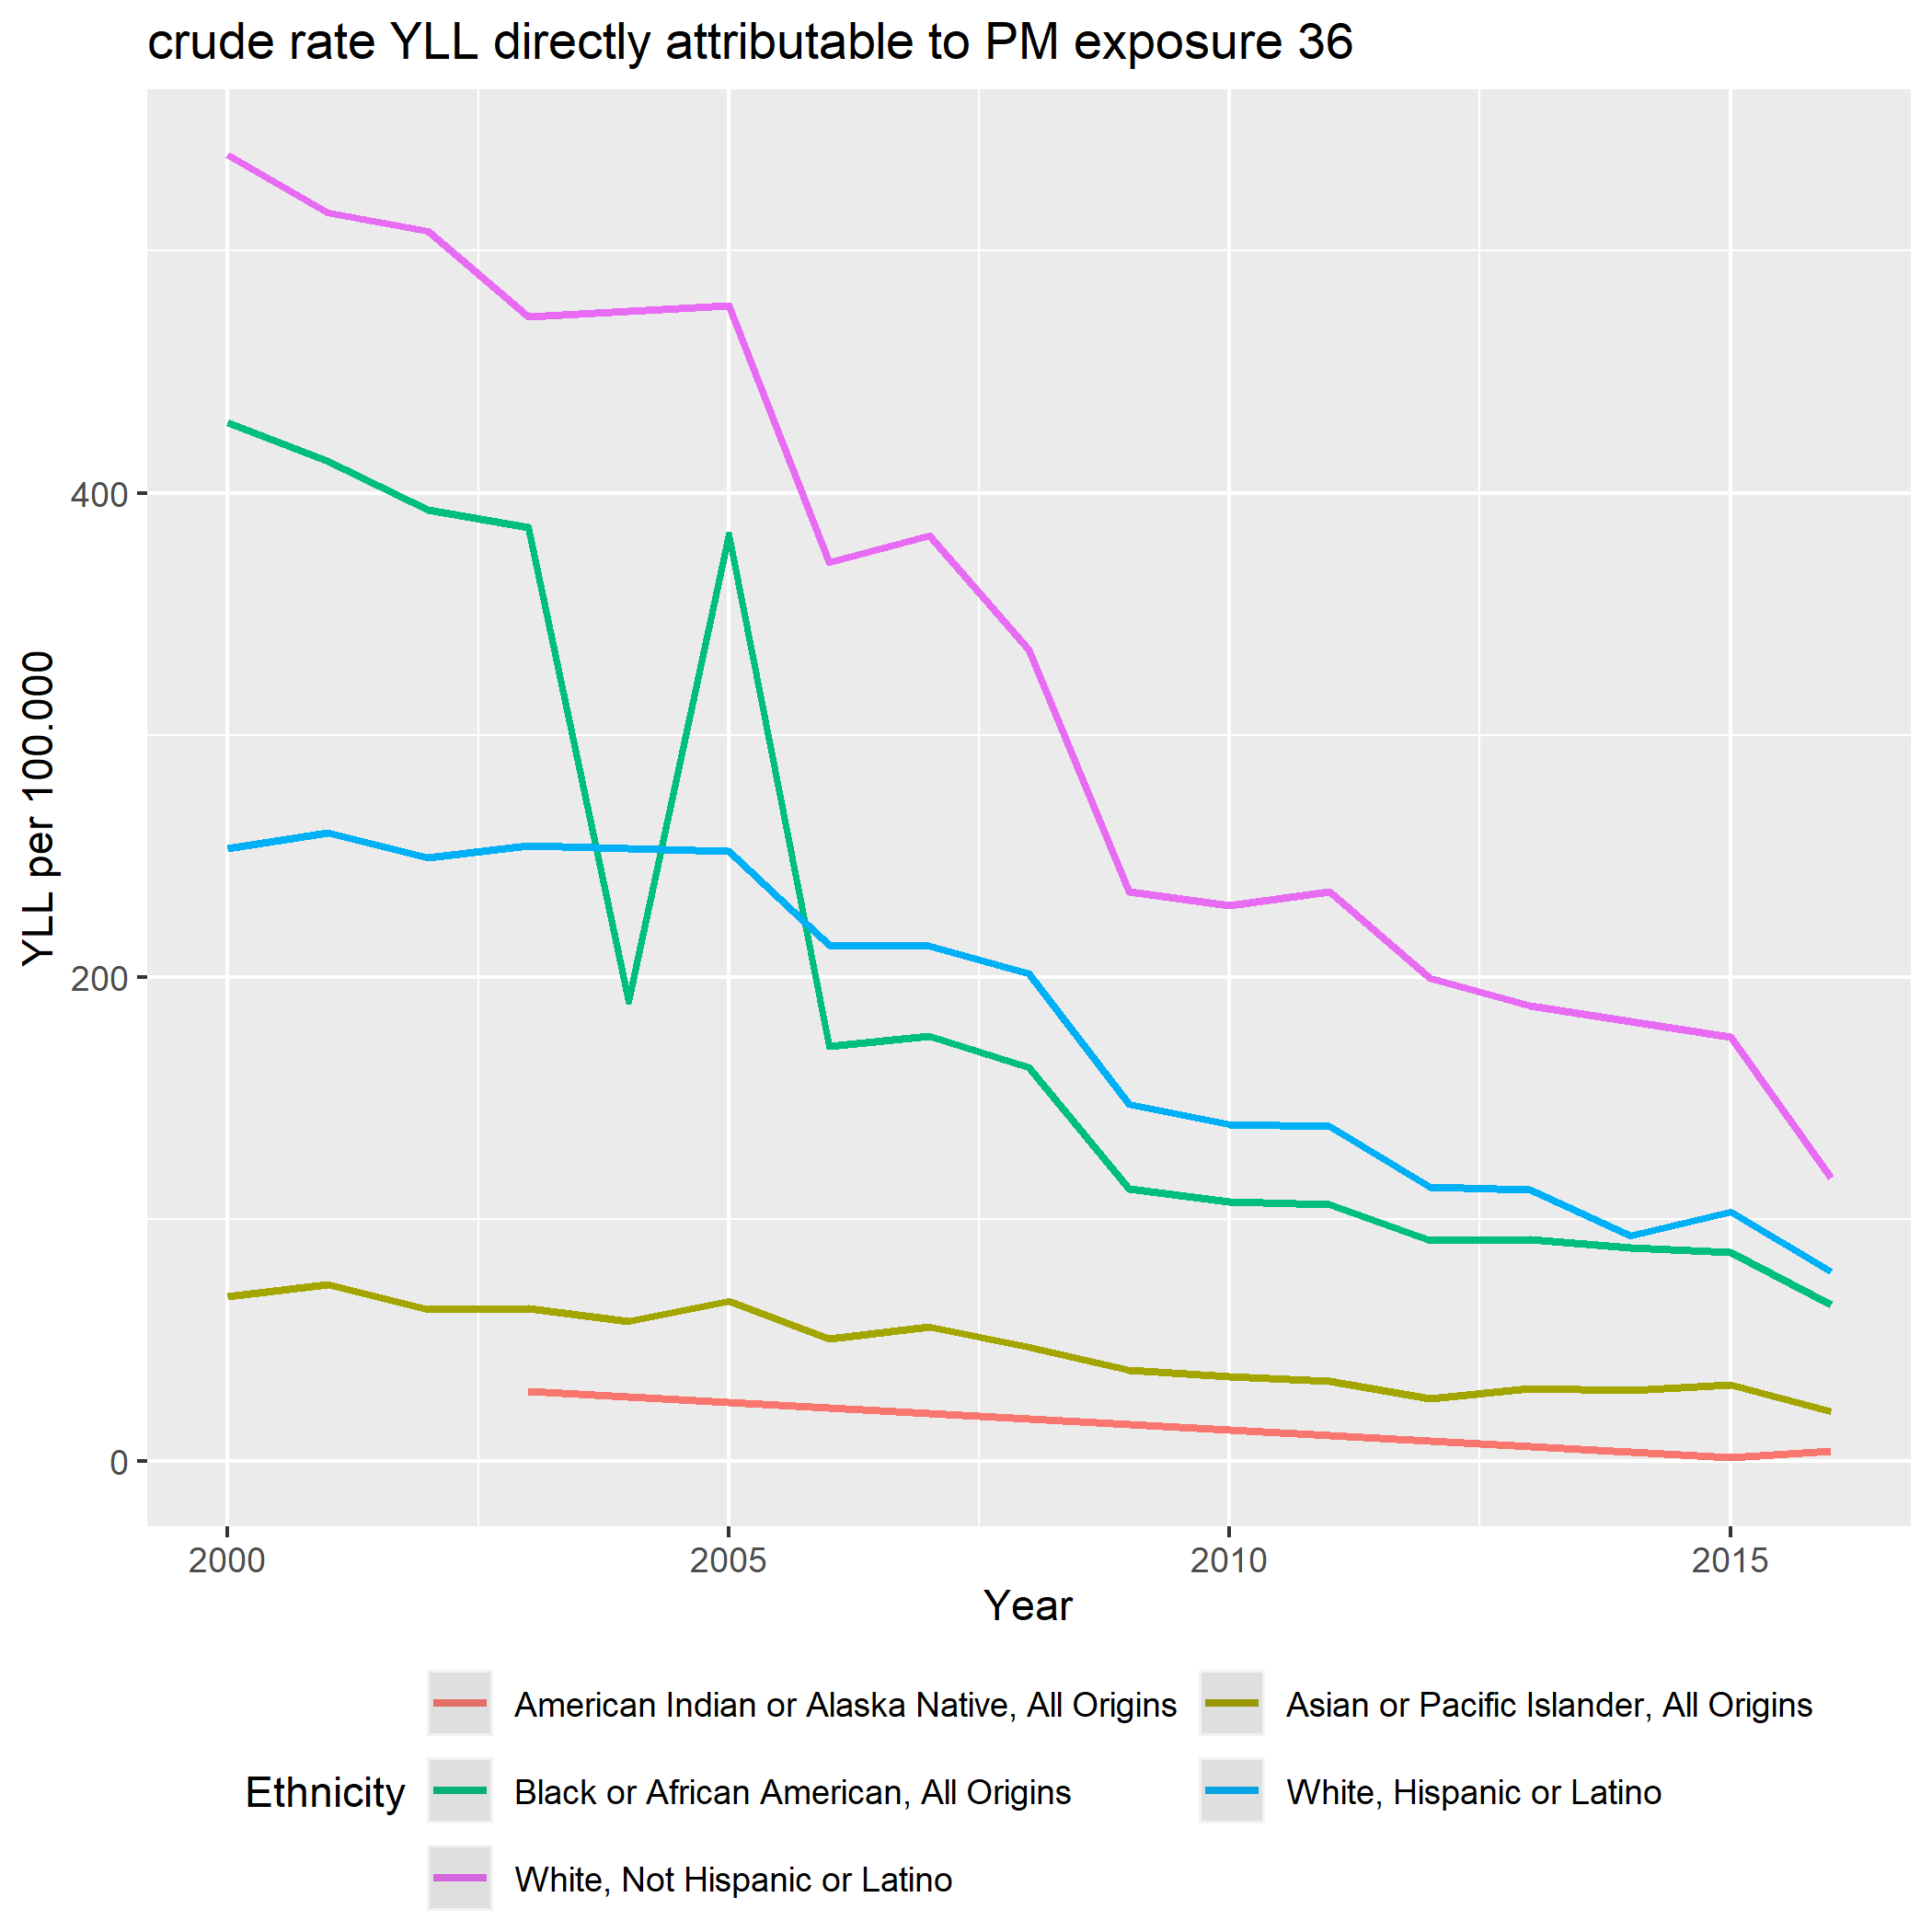 crude rate YLL directly attributable to PM exposure 36
YLL per 100.000
400
200
0
2000 2005 2010 2015
Year
Ethnicity
American Indian or Alaska Native, All Origins
Asian or Pacific Islander, All Origins
Black or African American, All Origins
White, Hispanic or Latino
White, Not Hispanic or Latino